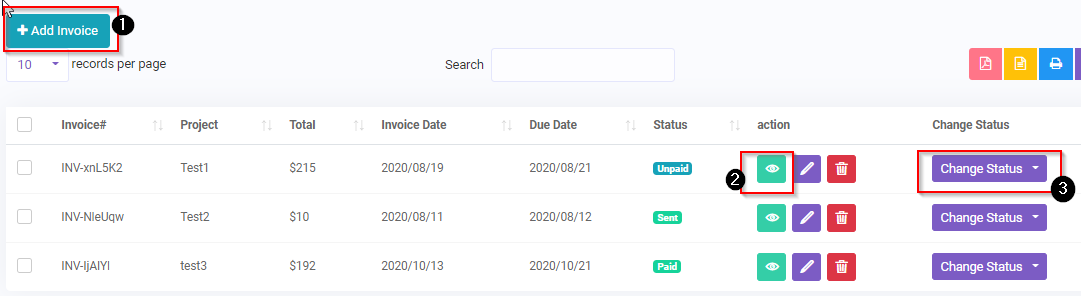 Add Invoice 1
10 records per page Search
Invoice# Project Total Invoice Date Due Date Status action Change Status
INV-xnL5K2 Test1 $215 2020/08/19 2020/08/21 Unpaid 2 Change Status 3
INV-NIeUqw Test2 $10 2020/08/11 2020/08/12 Sent Change Status
INV-IjAIYl test3 $192 2020/10/13 2020/10/21 Paid Change Status